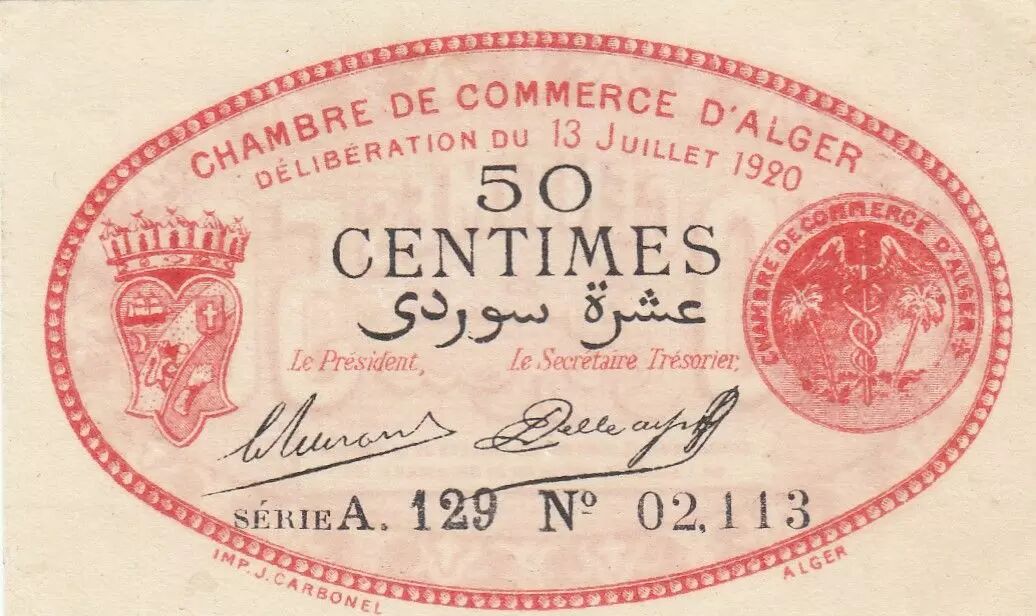 CHAMBRE DE COMMERCE D'ALGER
DÉLIBÉRATION DU 13 JUILLET 1920
50
CENTIMES
عشرة سوردى
Le Président,
Le Secrétaire Trésorier,
CHAMBRE DE COMMERCE D'ALGER
SÉRIE A. 129 Nº 02,113
IMP. J. CARBONEL
ALGER